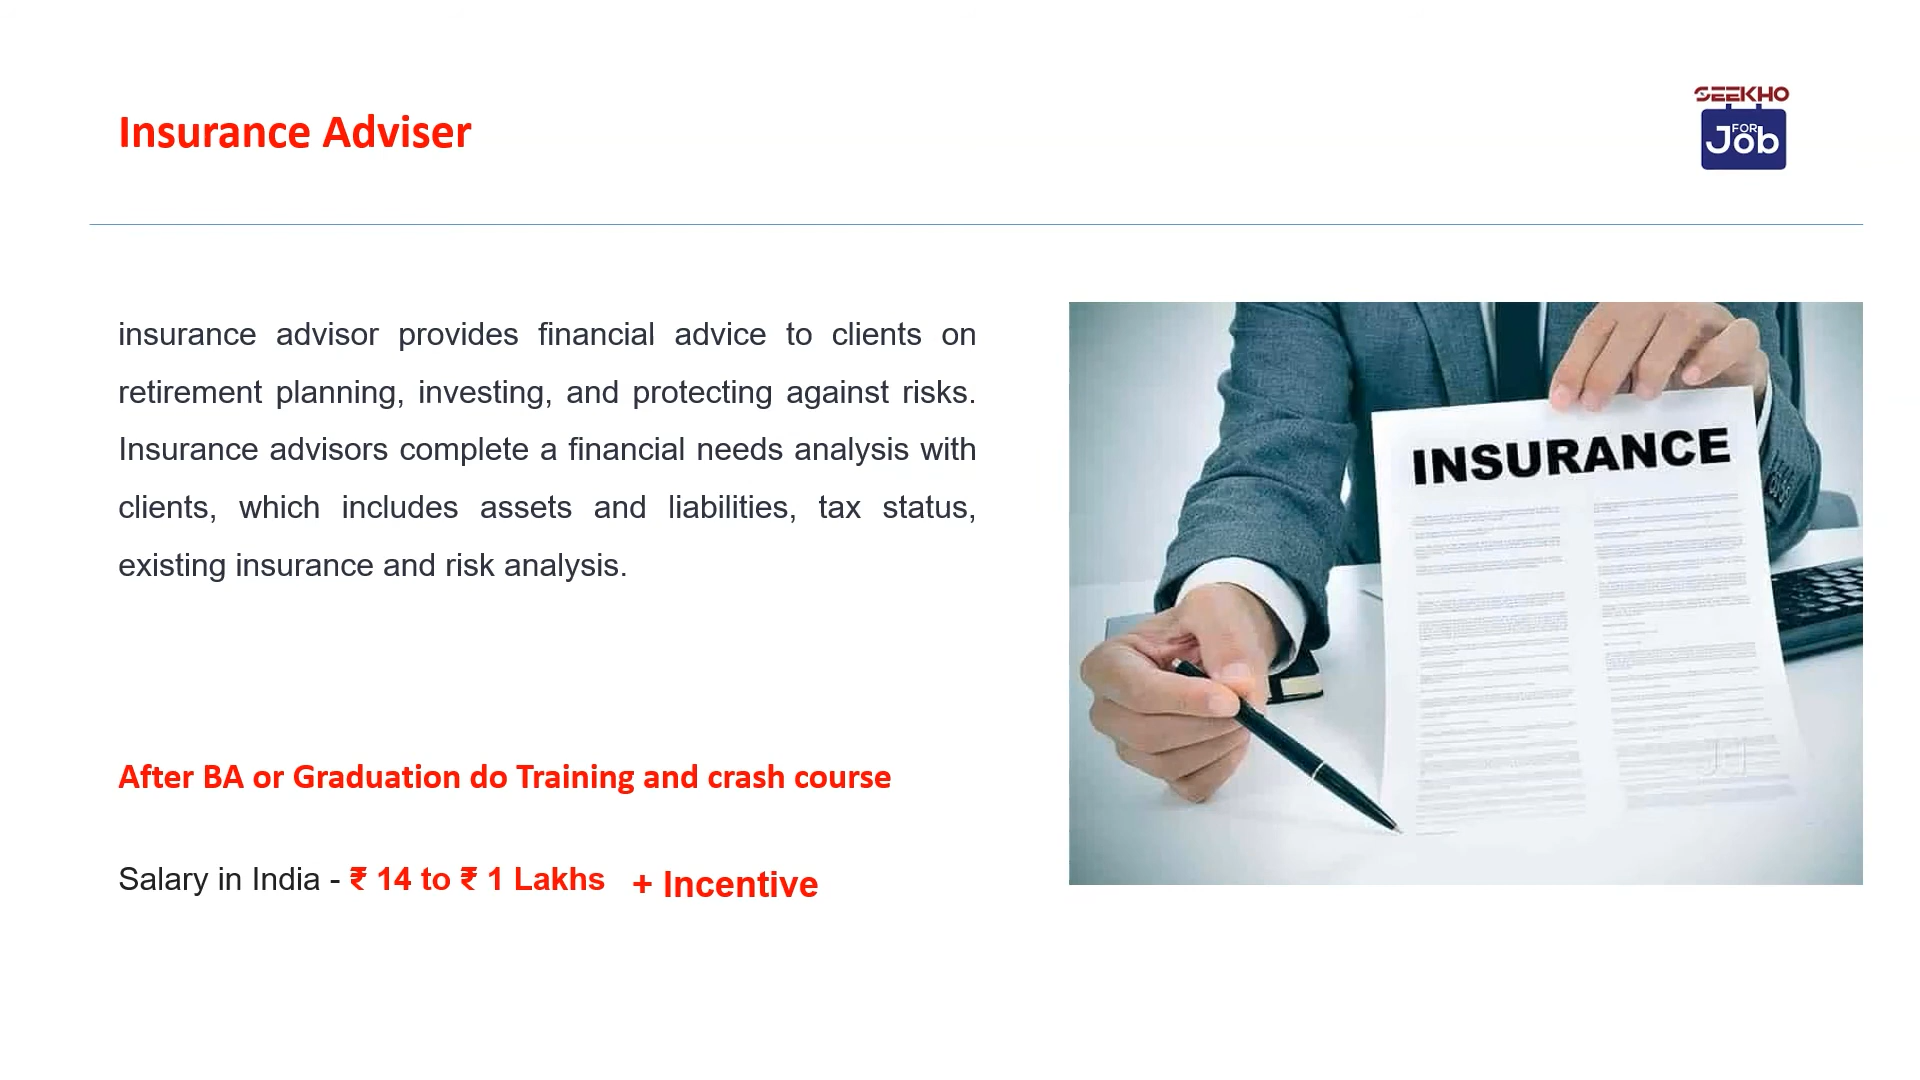 Insurance Adviser
SEEKHO
FOR
Job
insurance advisor provides financial advice to clients on
retirement planning, investing, and protecting against risks.
Insurance advisors complete a financial needs analysis with
clients, which includes assets and liabilities, tax status,
existing insurance and risk analysis.
INSURANCE
After BA or Graduation do Training and crash course
Salary in India - ₹ 14 to ₹ 1 Lakhs + Incentive